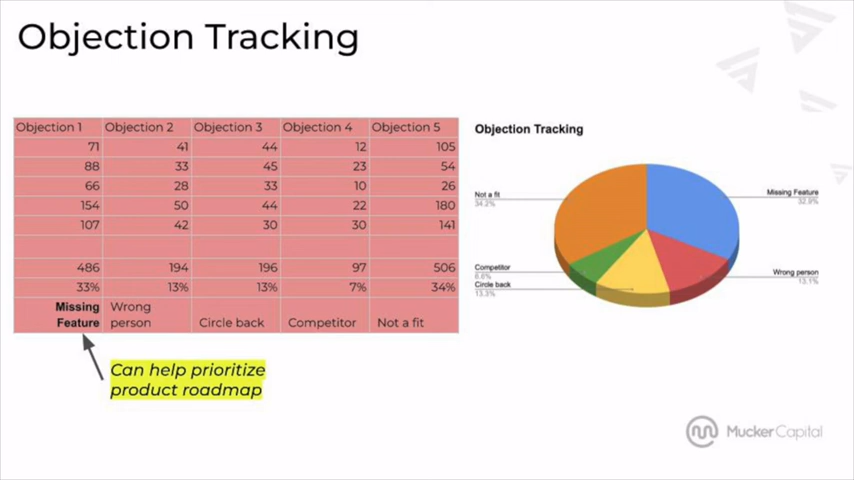 Objection Tracking
Objection 1 Objection 2 Objection 3 Objection 4 Objection 5
71 41 44 12 105
88 33 45 23 54
66 28 33 10 26
154 50 44 22 180
107 42 30 30 141
486 194 196 97 506
33% 13% 13% 7% 34%
Missing Wrong
Feature person Circle back Competitor Not a fit
Can help prioritize
product roadmap
Objection Tracking
Not a fit
34.2%
Missing Feature
32.9%
Competitor
6.6%
Circle back
13.3%
Wrong person
13.1%
MuckerCapital